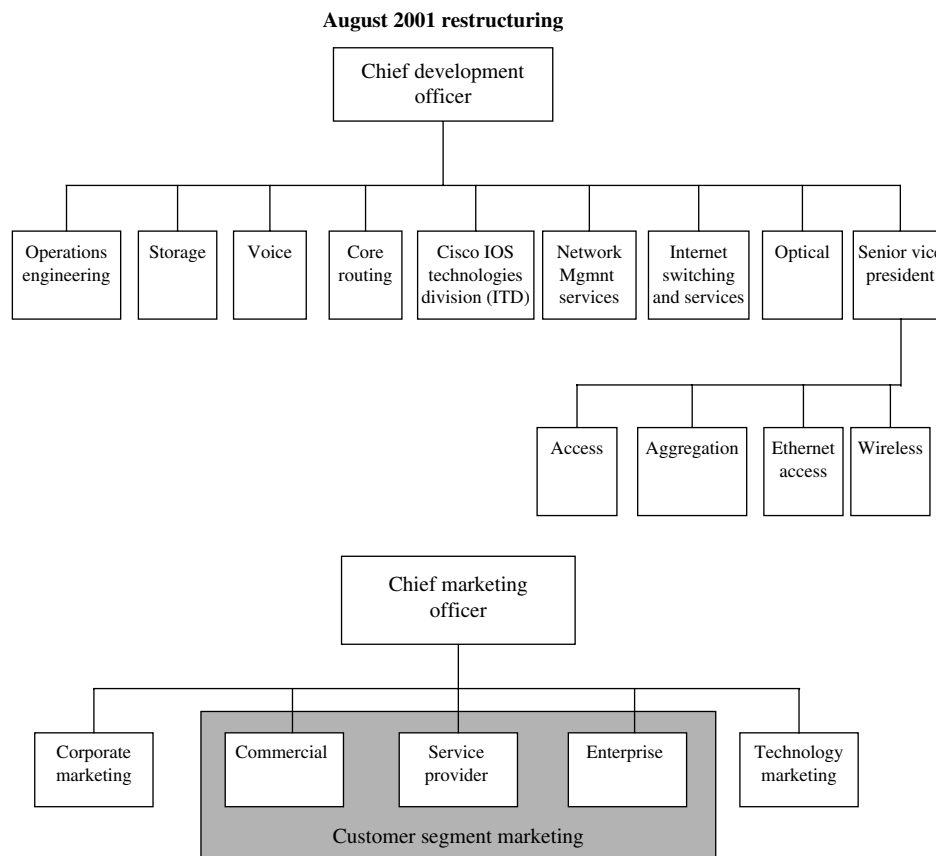 August 2001 restructuring
Chief development
officer
Operations
engineering
Storage
Voice
Core
routing
Cisco IOS
technologies
division (ITD)
Network
Mgmnt
services
Internet
switching
and services
Optical
Senior vice
president
Access
Aggregation
Ethernet
access
Wireless
Chief marketing
officer
Corporate
marketing
Commercial
Service
provider
Enterprise
Technology
marketing
Customer segment marketing